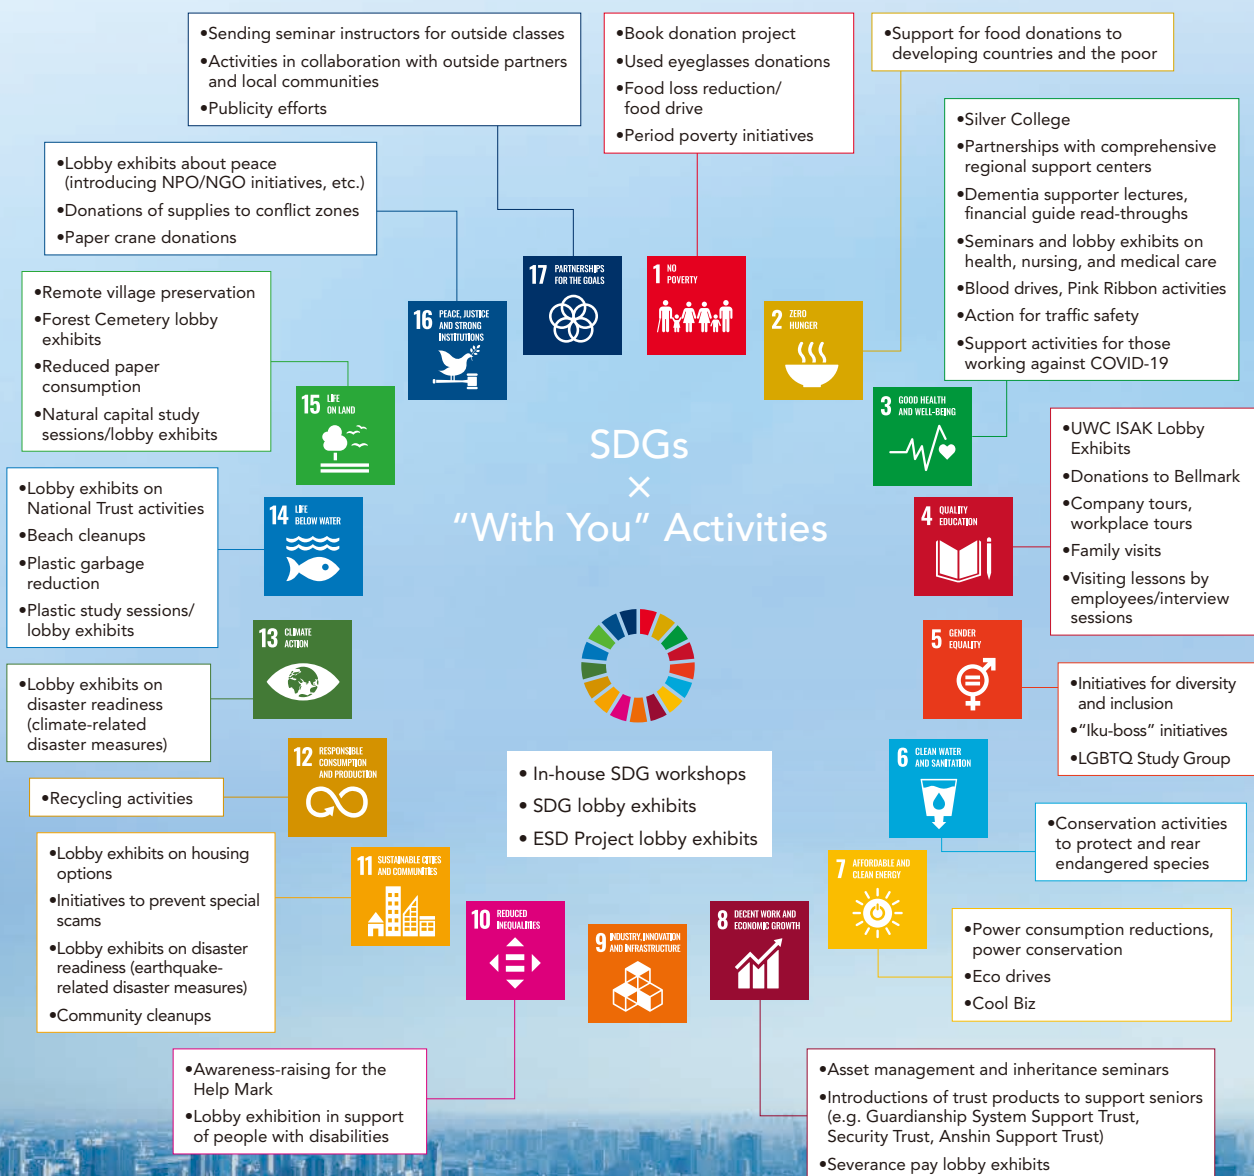 •Sending seminar instructors for outside classes
•Activities in collaboration with outside partners
and local communities
•Publicity efforts
•Book donation project
•Used eyeglasses donations
•Food loss reduction/
food drive
•Period poverty initiatives
•Support for food donations to
developing countries and the poor
•Silver College
•Partnerships with comprehensive
regional support centers
•Dementia supporter lectures,
financial guide read-throughs
•Seminars and lobby exhibits on
health, nursing, and medical care
•Blood drives, Pink Ribbon activities
•Action for traffic safety
•Support activities for those
working against COVID-19
•Lobby exhibits about peace
(introducing NPO/NGO initiatives, etc.)
•Donations of supplies to conflict zones
•Paper crane donations
•Remote village preservation
•Forest Cemetery lobby
exhibits
•Reduced paper
consumption
•Natural capital study
sessions/lobby exhibits
17 PARTNERSHIPS
FOR THE GOALS
1 NO
POVERTY
16 PEACE, JUSTICE
AND STRONG
INSTITUTIONS
2 ZERO
HUNGER
15 LIFE
ON LAND
3 GOOD HEALTH
AND WELL-BEING
SDGs
×
“With You” Activities
•UWC ISAK Lobby
Exhibits
•Donations to Bellmark
•Company tours,
workplace tours
•Family visits
•Visiting lessons by
employees/interview
sessions
•Lobby exhibits on
National Trust activities
•Beach cleanups
•Plastic garbage
reduction
•Plastic study sessions/
lobby exhibits
14 LIFE
BELOW WATER
4 QUALITY
EDUCATION
13 CLIMATE
ACTION
5 GENDER
EQUALITY
•Lobby exhibits on
disaster readiness
(climate-related
disaster measures)
•Initiatives for diversity
and inclusion
•“Iku-boss” initiatives
•LGBTQ Study Group
12 RESPONSIBLE
CONSUMPTION
AND PRODUCTION
6 CLEAN WATER
AND SANITATION
•Recycling activities
• In-house SDG workshops
• SDG lobby exhibits
• ESD Project lobby exhibits
•Conservation activities
to protect and rear
endangered species
•Lobby exhibits on housing
options
•Initiatives to prevent special
scams
•Lobby exhibits on disaster
readiness (earthquake-
related disaster measures)
•Community cleanups
11 SUSTAINABLE CITIES
AND COMMUNITIES
7 AFFORDABLE AND
CLEAN ENERGY
10 REDUCED
INEQUALITIES
9 INDUSTRY, INNOVATION
AND INFRASTRUCTURE
8 DECENT WORK AND
ECONOMIC GROWTH
•Power consumption reductions,
power conservation
•Eco drives
•Cool Biz
•Awareness-raising for the
Help Mark
•Lobby exhibition in support
of people with disabilities
•Asset management and inheritance seminars
•Introductions of trust products to support seniors
(e.g. Guardianship System Support Trust,
Security Trust, Anshin Support Trust)
•Severance pay lobby exhibits